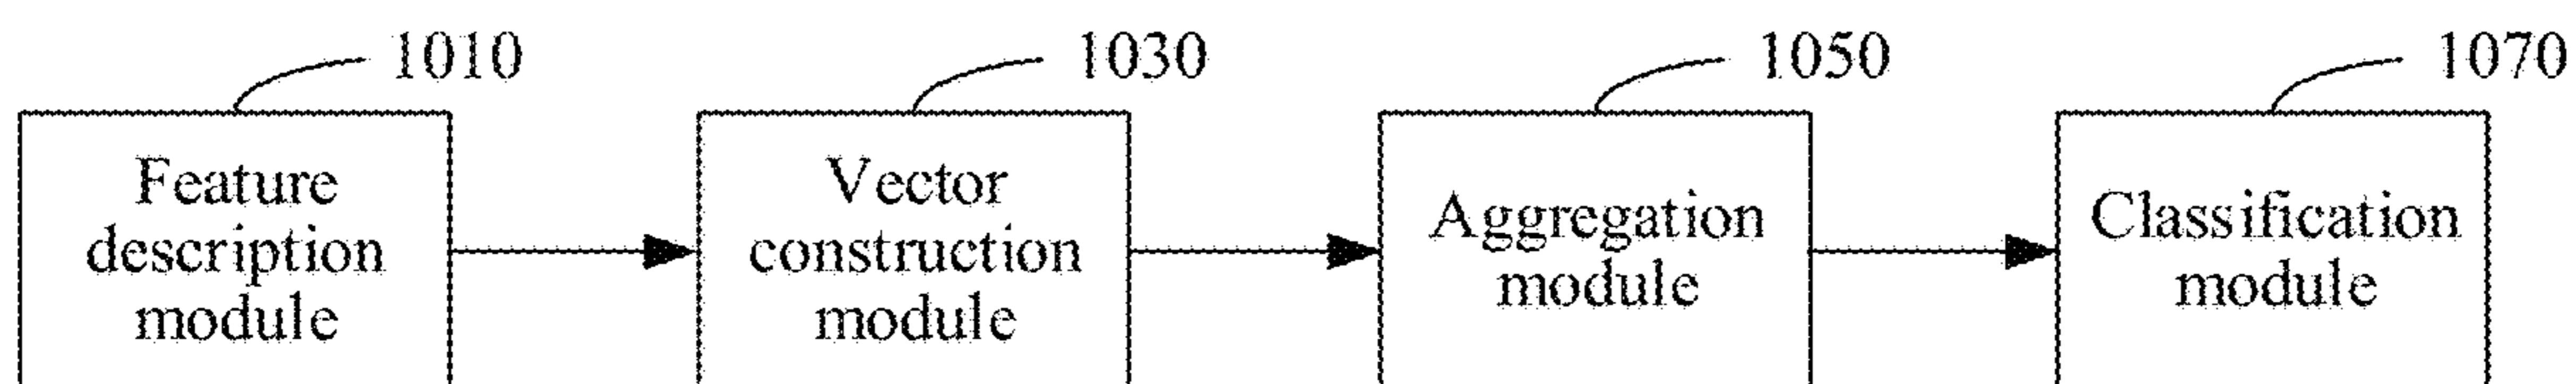 1010
1030
1050
1070
Feature
description
module
Vector
construction
module
Aggregation
module
Classification
module